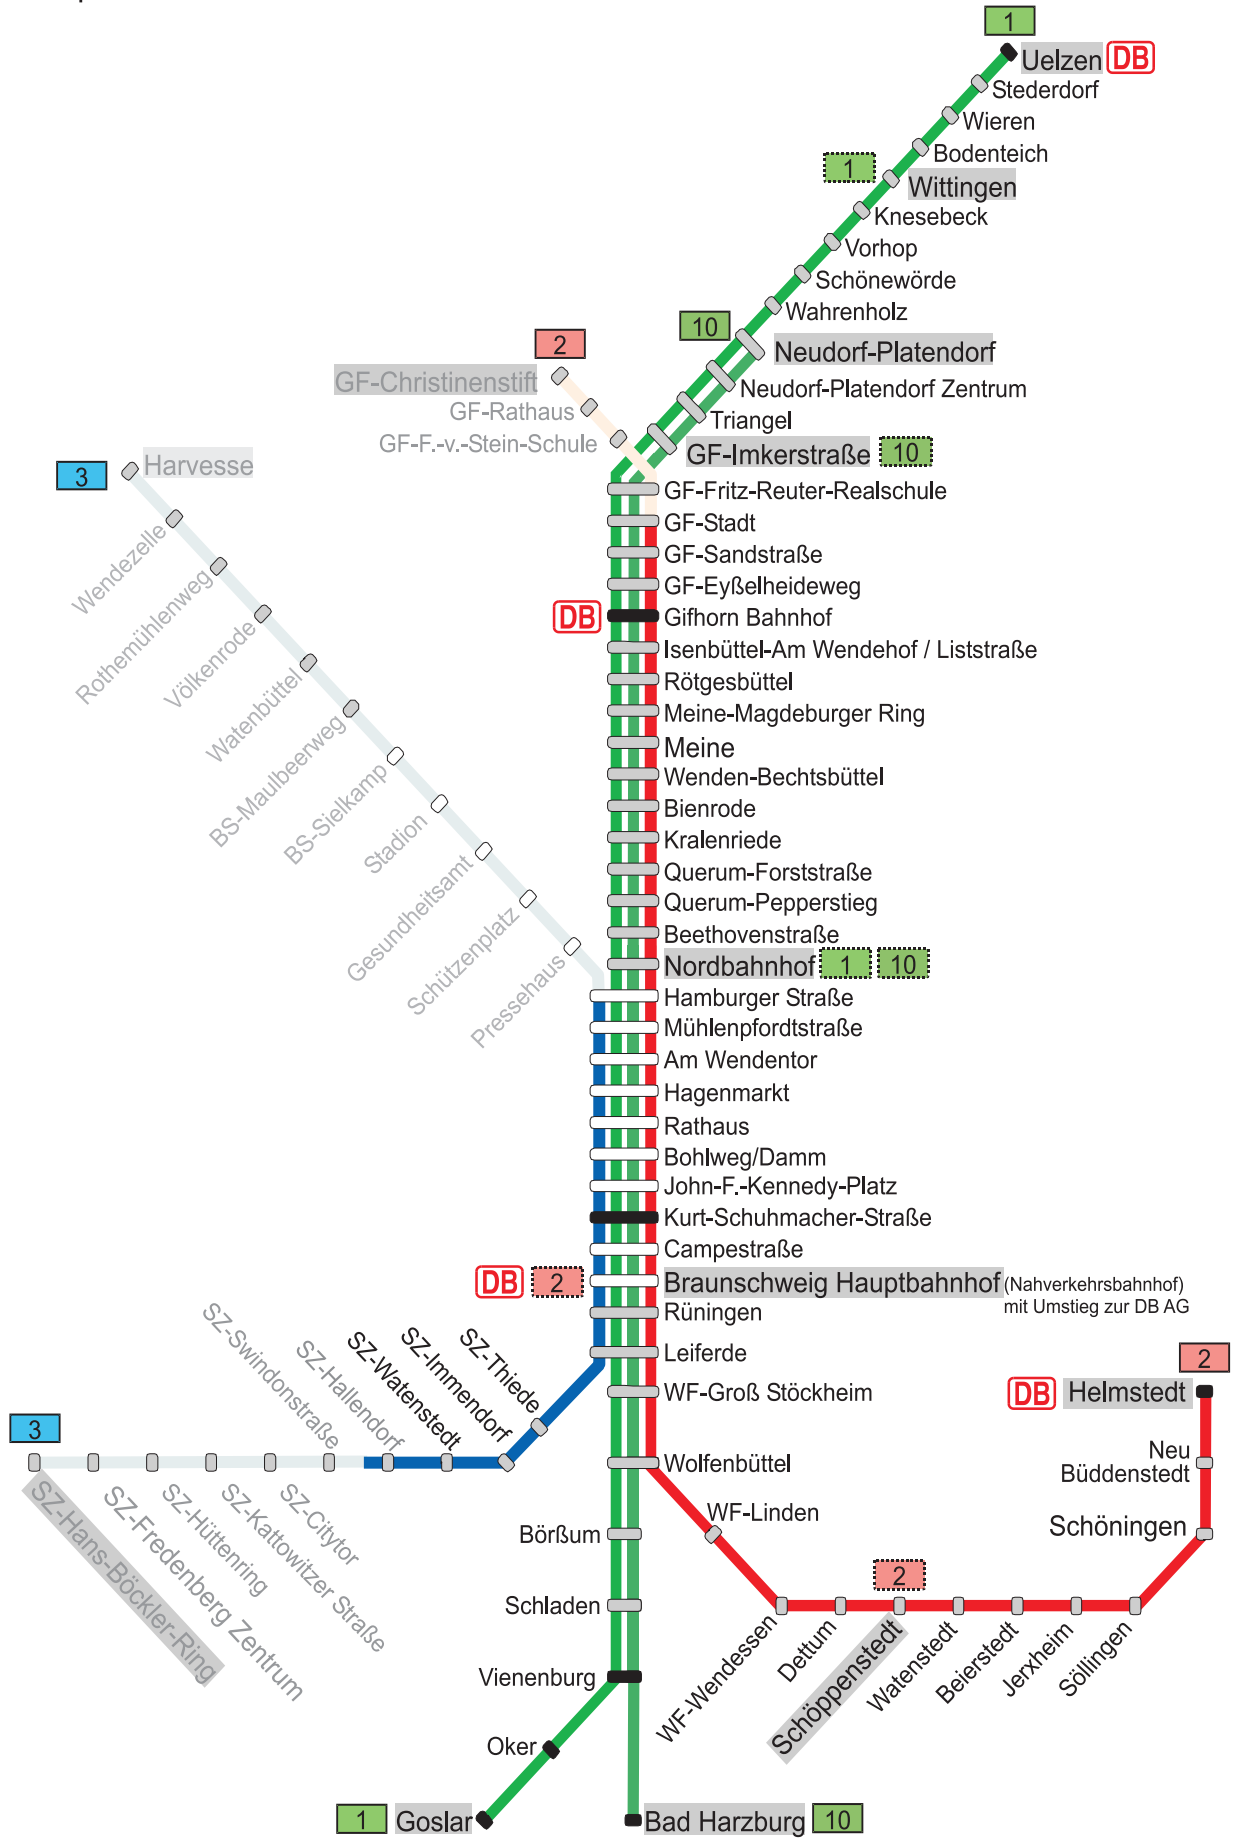 1
Uelzen DB
Stederdorf
Wieren
Bodenteich
1
Wittingen
Knesebeck
Vorhop
Schönewörde
Wahrenholz
10
Neudorf-Platendorf
Neudorf-Platendorf Zentrum
Triangel
GF-Imkerstraße 10
2
GF-Christinenstift
GF-Rathaus
GF-F.-v.-Stein-Schule
GF-Fritz-Reuter-Realschule
GF-Stadt
GF-Sandstraße
GF-Eyßelheideweg
DB Gifhorn Bahnhof
Isenbüttel-Am Wendehof / Liststraße
Rötgesbüttel
Meine-Magdeburger Ring
Meine
Wenden-Bechtsbüttel
Bienrode
Kralenriede
Querum-Forststraße
Querum-Pepperstieg
Beethovenstraße
Nordbahnhof 1 10
3 Harvesse
Wendezelle
Rothemühlenweg
Völkenrode
Watenbüttel
BS-Maulbeerweg
BS-Sielkamp
Stadion
Gesundheitsamt
Schützenplatz
Pressehaus
Hamburger Straße
Mühlenpfordtstraße
Am Wendentor
Hagenmarkt
Rathaus
Bohlweg/Damm
John-F.-Kennedy-Platz
Kurt-Schuhmacher-Straße
Campestraße
DB 2 Braunschweig Hauptbahnhof (Nahverkehrsbahnhof)
mit Umstieg zur DB AG
Rüningen
Leiferde
WF-Groß Stöckheim
Wolfenbüttel
SZ-Thiede
SZ-Immendorf
SZ-Watenstedt
SZ-Hallendorf
SZ-Swindonstraße
SZ-Citytor
SZ-Kattowitzer Straße
SZ-Hüttenring
SZ-Fredenberg Zentrum
SZ-Hans-Böckler-Ring
3
Börßum
Schladen
Vienenburg
Oker
1 Goslar
Bad Harzburg 10
WF-Linden
WF-Wendessen
Dettum
2
Schöppenstedt
Watenstedt
Beierstedt
Jerxheim
Söllingen
Schöningen
Neu
Büddenstedt
DB Helmstedt
2